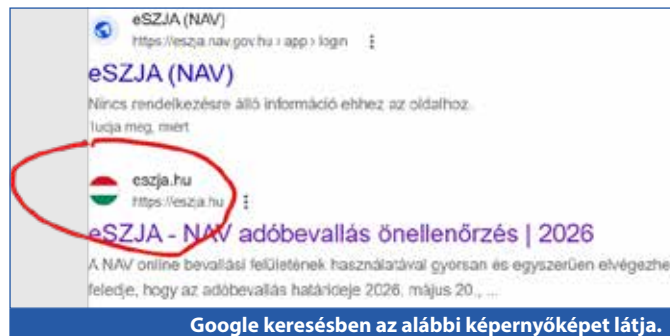 eSZJA (NAV)
https://eszja.nav.gov.hu › app › login
eSZJA (NAV)
Nincs rendelkezésre álló információ ehhez az oldalhoz.
Tudja meg, miért
eszja.hu
https://eszja.hu
eSZJA - NAV adóbevallás önellenőrzés | 2026
A NAV online bevallási felületének használatával gyorsan és egyszerűen elvégezhe
feledje, hogy az adóbevallás határideje 2026. május 20., ...
Google keresésben az alábbi képernyőképet látja.